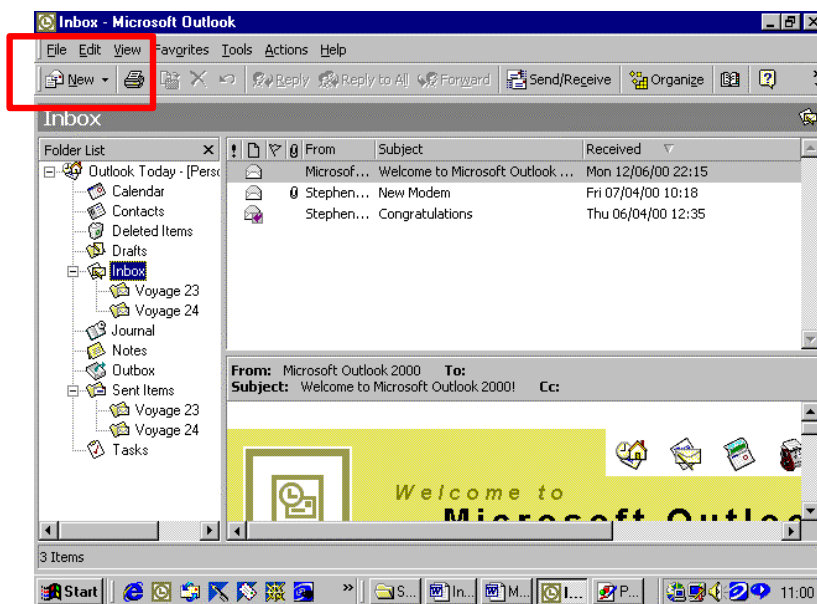 Inbox - Microsoft Outlook
File Edit View Favorites Tools Actions Help
New Reply Reply to All Forward Send/Receive Organize
Inbox
Folder List
Outlook Today - [Perso
Calendar
Contacts
Deleted Items
Drafts
Inbox
Voyage 23
Voyage 24
Journal
Notes
Outbox
Sent Items
Voyage 23
Voyage 24
Tasks
! From Subject Received
Microsof... Welcome to Microsoft Outlook ... Mon 12/06/00 22:15
Stephen... New Modem Fri 07/04/00 10:18
Stephen... Congratulations Thu 06/04/00 12:35
From: Microsoft Outlook 2000 To:
Subject: Welcome to Microsoft Outlook 2000! Cc:
Welcome to
Microsoft Outloo
3 Items
Start » S... In... M... I... P... 11:00